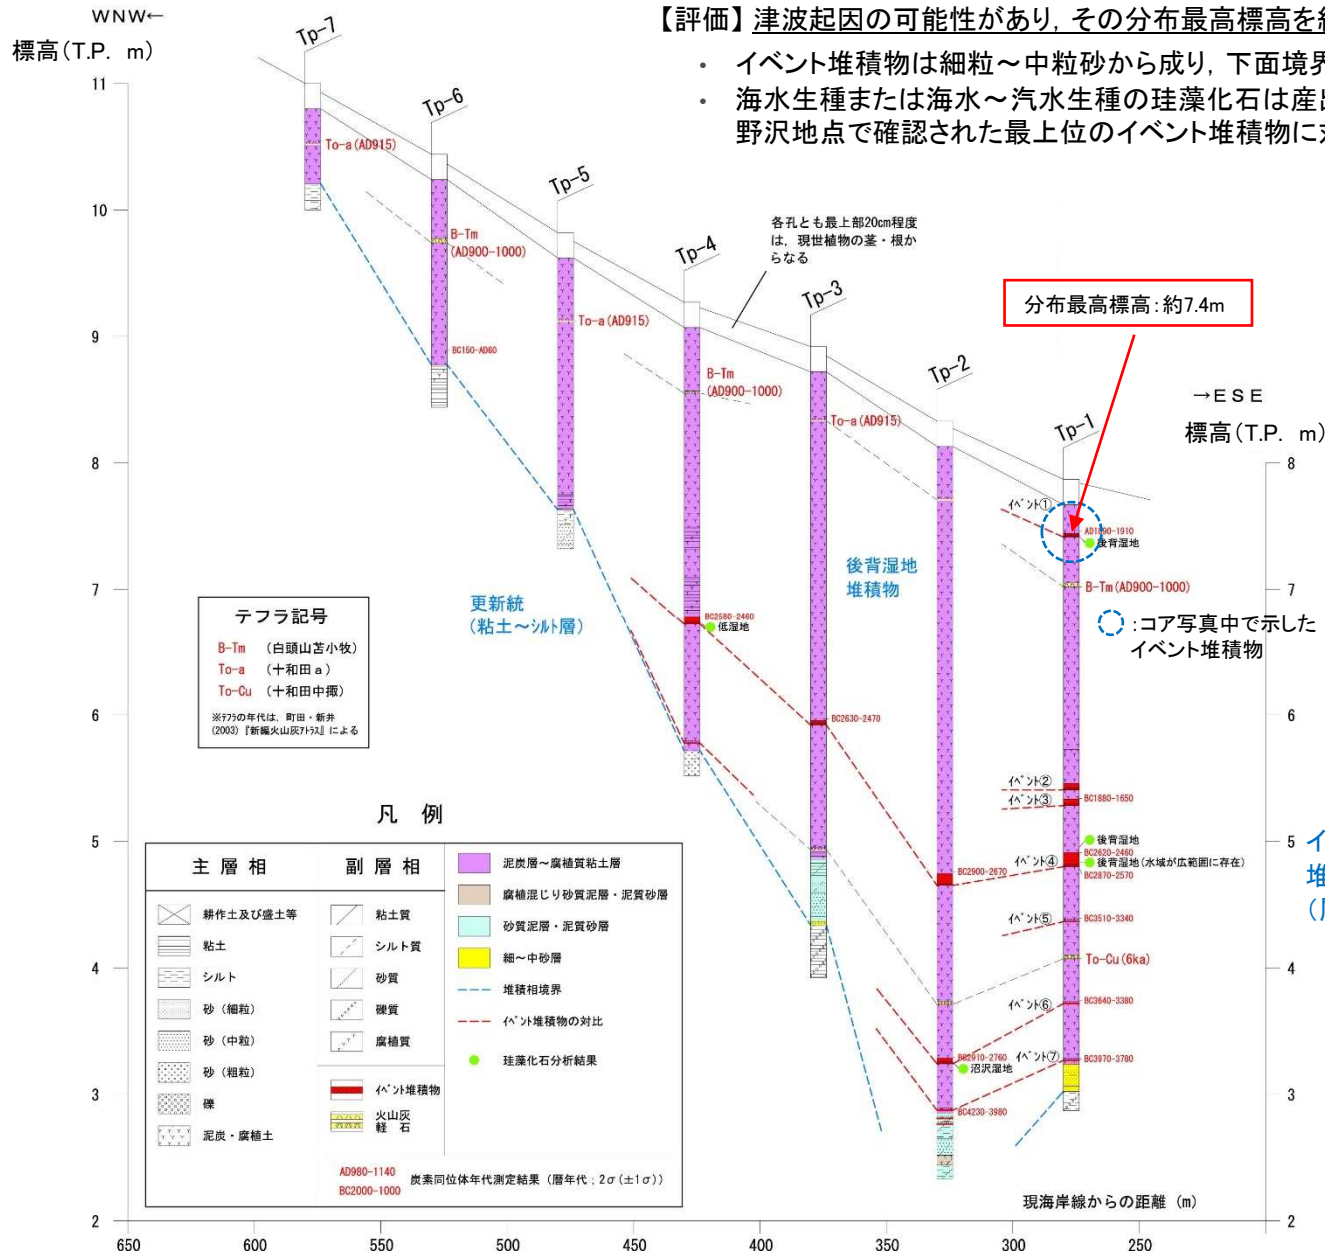 WNW←
標高(T.P. m)
【評価】津波起因の可能性があり，その分布最高標高を
・ イベント堆積物は細粒～中粒砂から成り，下面境界
・ 海水生種または海水～汽水生種の珪藻化石は産出
野沢地点で確認された最上位のイベント堆積物に対
Tp-7
Tp-6
Tp-5
Tp-4
Tp-3
Tp-2
Tp-1
各孔とも最上部20cm程度
は，現世植物の茎・根か
らなる
分布最高標高：約7.4m
→ESE
標高(T.P. m)
11
10
9
8
7
6
5
4
3
2
8
7
6
5
4
3
2
To-a(AD915)
B-Tm
(AD900-1000)
BC150-AD60
To-a(AD915)
B-Tm
(AD900-1000)
BC2580-2460
低湿地
To-a(AD915)
BC2630-2470
BC2900-2670
BC2910-2760
沼沢湿地
BC4230-3980
イベント①
後背湿地
B-Tm(AD900-1000)
：コア写真中で示した
イベント堆積物
イベント②
イベント③
BC1880-1650
後背湿地
イベント④
BC2620-2460
後背湿地(水域が広範囲に存在)
BC2870-2570
イベント⑤
BC3510-3340
To-Cu(6ka)
イベント⑥
BC3640-3380
イベント⑦
BC3970-3780
後背湿地
堆積物
更新統
(粘土～シルト層)
イ
堆
テフラ記号
B-Tm （白頭山苫小牧）
To-a （十和田a）
To-Cu （十和田中掫）
※テフラの年代は，町田・新井
(2003)『新編火山灰アトラス』による
凡 例
主層相
耕作土及び盛土等
粘土
シルト
砂（細粒）
砂（中粒）
砂（粗粒）
礫
泥炭・腐植土
副層相
粘土質
シルト質
砂質
礫質
腐植質
イベント堆積物
火山灰
軽石
泥炭層～腐植質粘土層
腐植混じり砂質泥層・泥質砂層
砂質泥層・泥質砂層
細～中砂層
堆積相境界
イベント堆積物の対比
珪藻化石分析結果
AD980-1140
BC2000-1000
炭素同位体年代測定結果（暦年代；2σ(±1σ)）
現海岸線からの距離 (m)
650 600 550 500 450 400 350 300 250